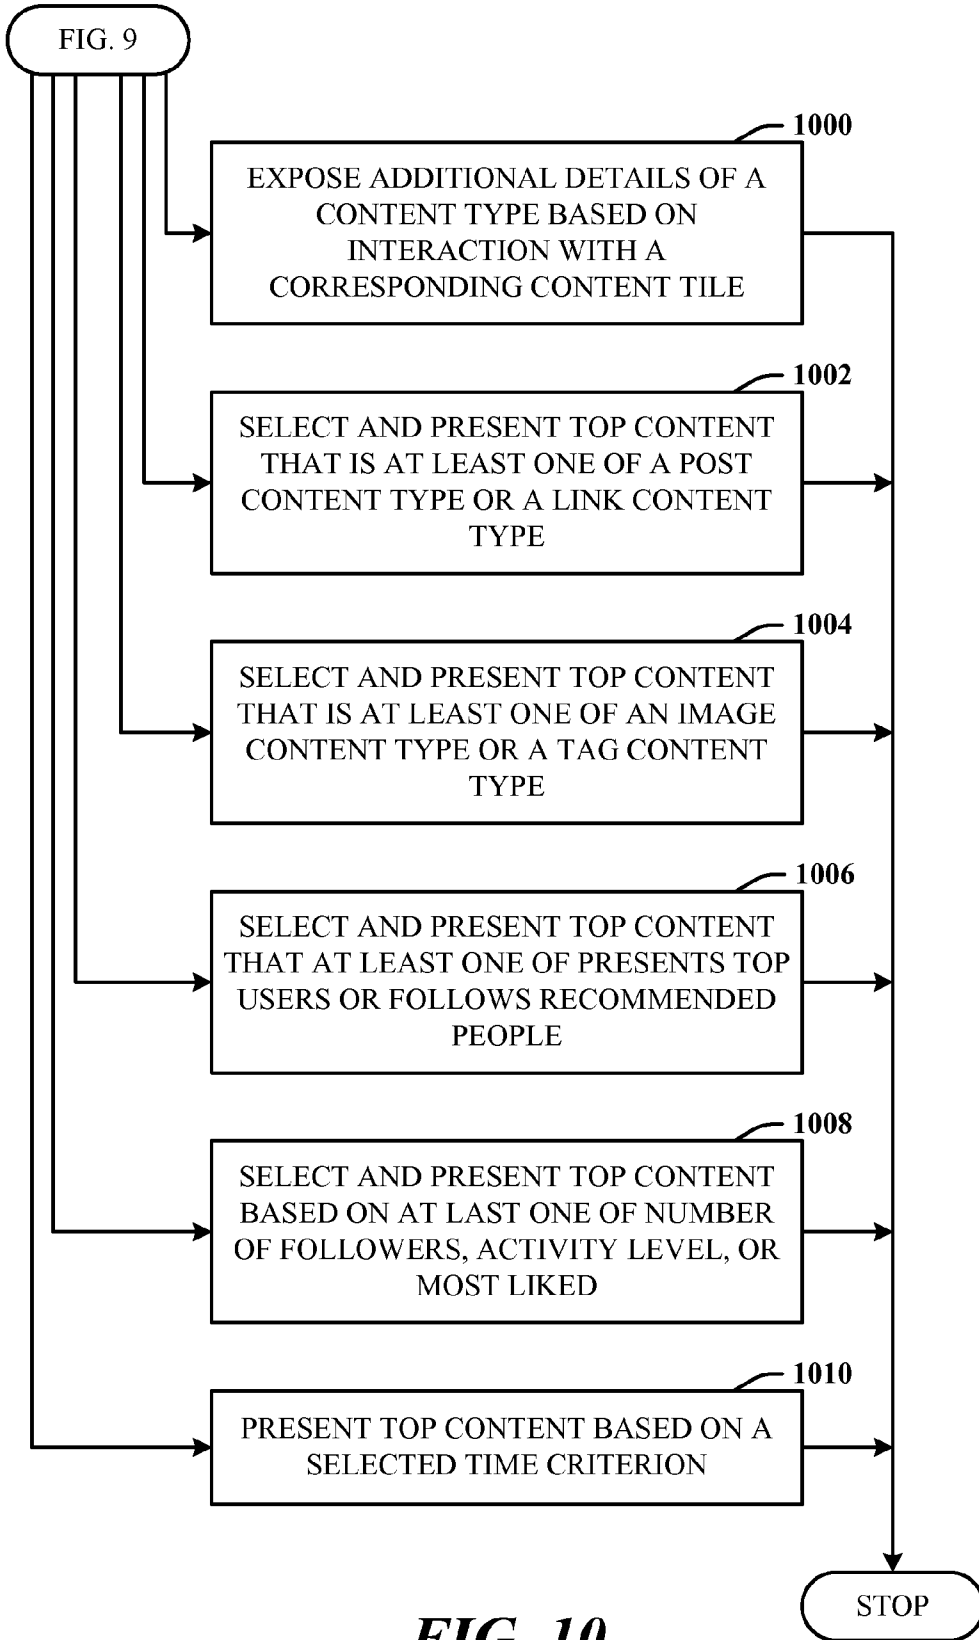 FIG. 9
1000
EXPOSE ADDITIONAL DETAILS OF A
CONTENT TYPE BASED ON
INTERACTION WITH A
CORRESPONDING CONTENT TILE
1002
SELECT AND PRESENT TOP CONTENT
THAT IS AT LEAST ONE OF A POST
CONTENT TYPE OR A LINK CONTENT
TYPE
1004
SELECT AND PRESENT TOP CONTENT
THAT IS AT LEAST ONE OF AN IMAGE
CONTENT TYPE OR A TAG CONTENT
TYPE
1006
SELECT AND PRESENT TOP CONTENT
THAT AT LEAST ONE OF PRESENTS TOP
USERS OR FOLLOWS RECOMMENDED
PEOPLE
1008
SELECT AND PRESENT TOP CONTENT
BASED ON AT LAST ONE OF NUMBER
OF FOLLOWERS, ACTIVITY LEVEL, OR
MOST LIKED
1010
PRESENT TOP CONTENT BASED ON A
SELECTED TIME CRITERION
STOP
FIG. 10